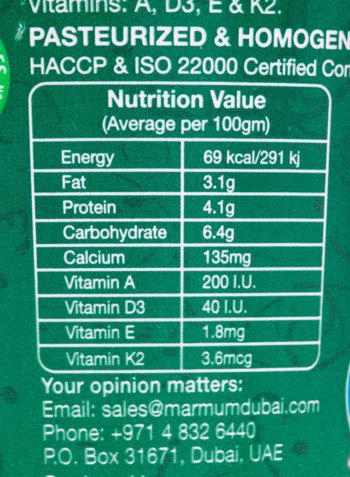 Vitamins: A, D3, E & K2.
PASTEURIZED & HOMOGEN
HACCP & ISO 22000 Certified Con
Nutrition Value
(Average per 100gm)
Energy 69 kcal/291 kj
Fat 3.1g
Protein 4.1g
Carbohydrate 6.4g
Calcium 135mg
Vitamin A 200 I.U.
Vitamin D3 40 I.U.
Vitamin E 1.8mg
Vitamin K2 3.6mcg
Your opinion matters:
Email: sales@marmumdubai.com
Phone: +971 4 832 6440
P.O. Box 31671, Dubai, UAE